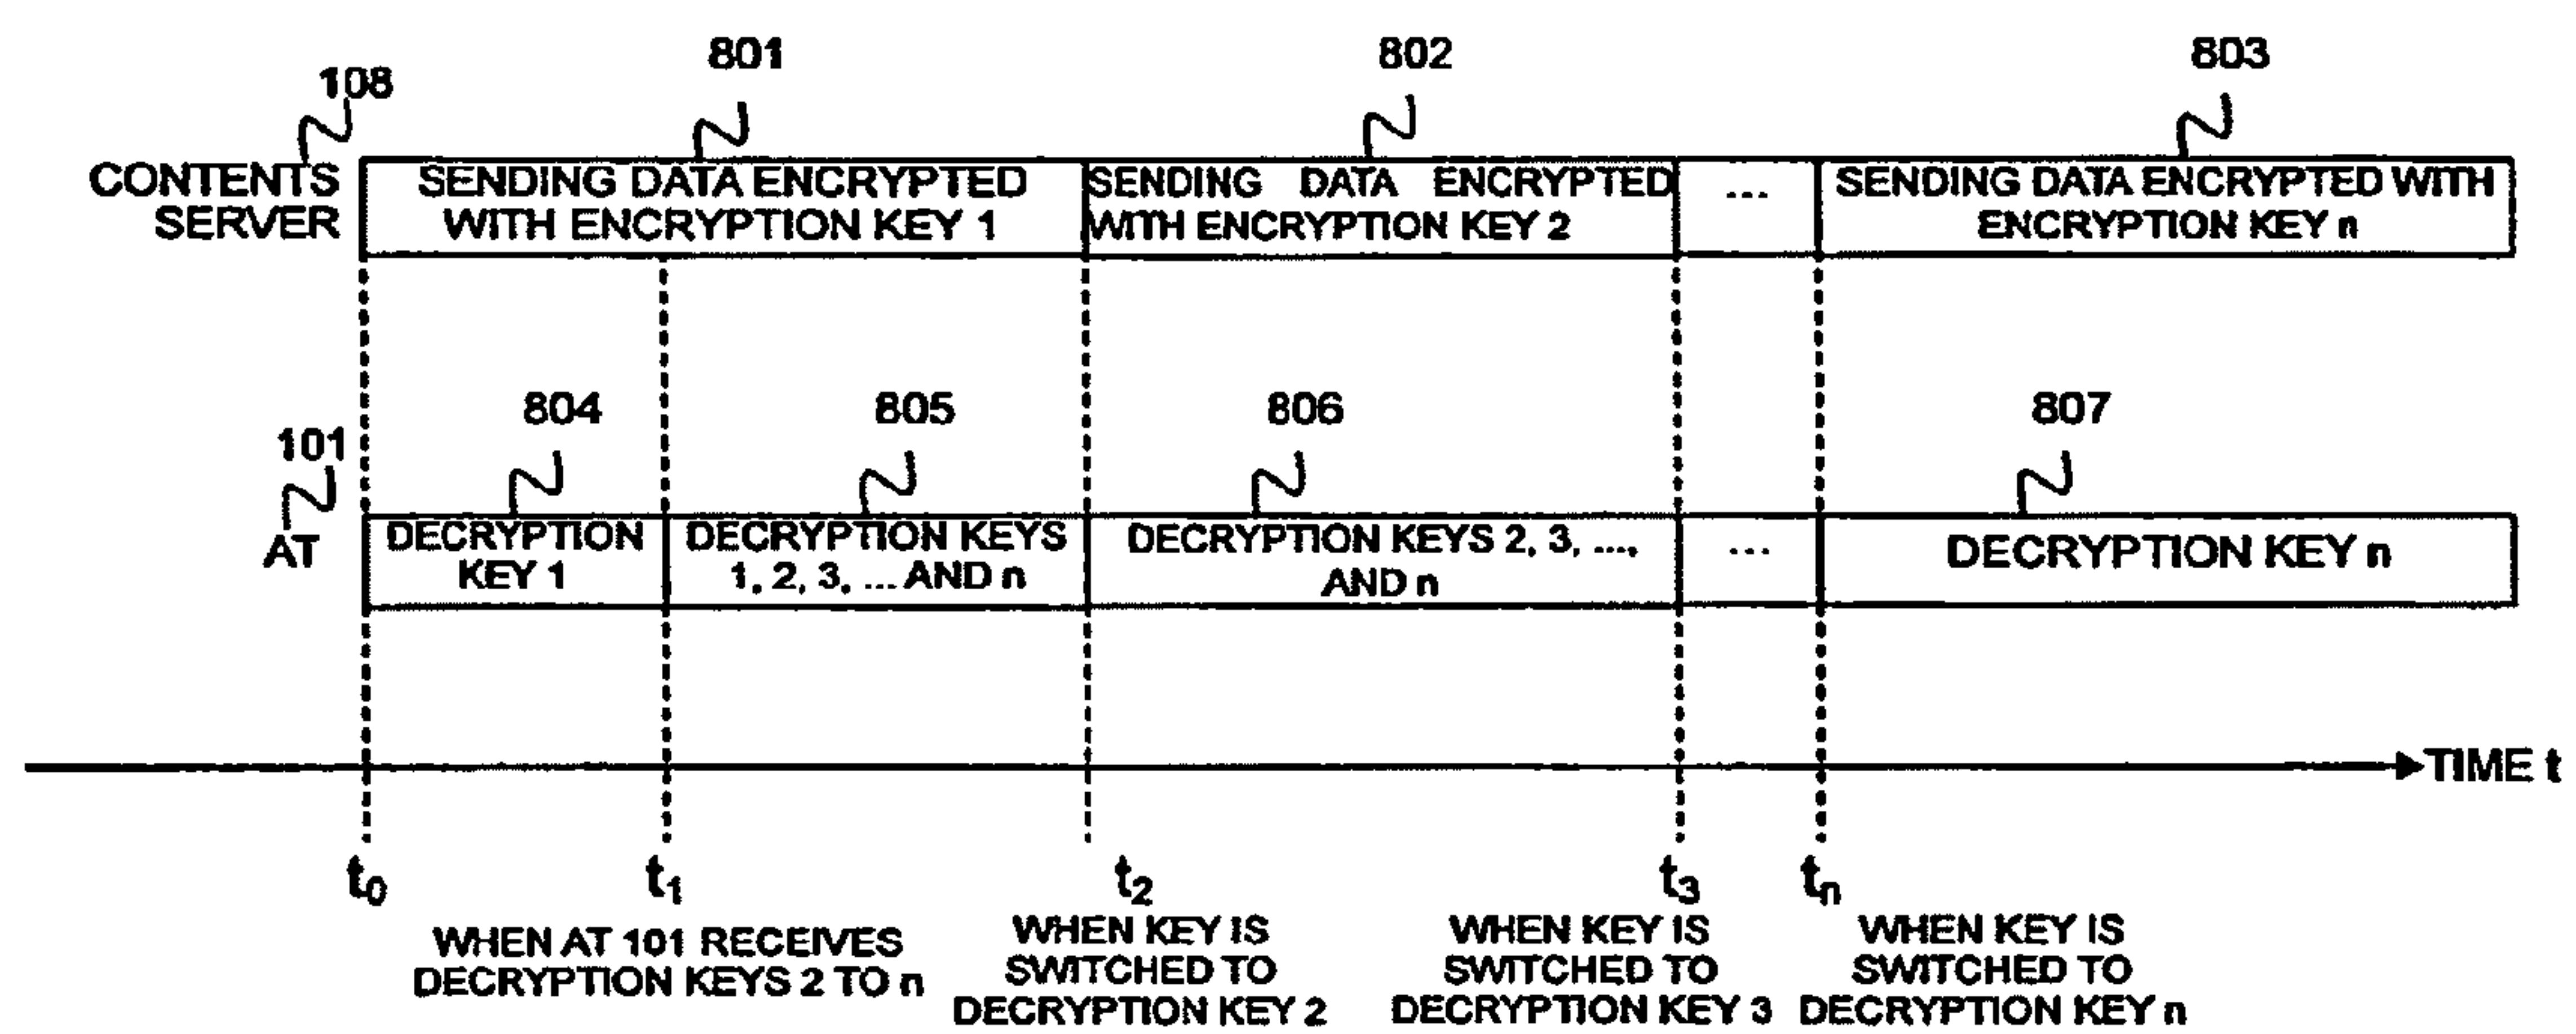 801
802
803
108
CONTENTS
SERVER
SENDING DATA ENCRYPTED
WITH ENCRYPTION KEY 1
SENDING DATA ENCRYPTED
WITH ENCRYPTION KEY 2
...
SENDING DATA ENCRYPTED WITH
ENCRYPTION KEY n
804
805
806
807
101
AT
DECRYPTION
KEY 1
DECRYPTION KEYS
1, 2, 3, ... AND n
DECRYPTION KEYS 2, 3, ...,
AND n
...
DECRYPTION KEY n
TIME t
t0
t1
t2
t3
tn
WHEN AT 101 RECEIVES
DECRYPTION KEYS 2 TO n
WHEN KEY IS
SWITCHED TO
DECRYPTION KEY 2
WHEN KEY IS
SWITCHED TO
DECRYPTION KEY 3
WHEN KEY IS
SWITCHED TO
DECRYPTION KEY n